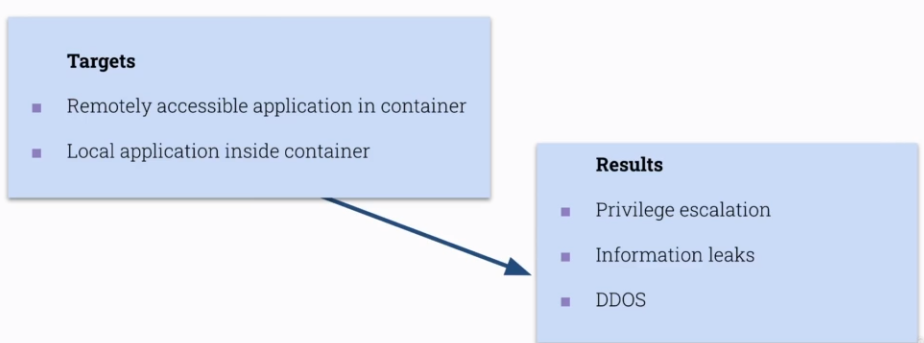 Targets
Remotely accessible application in container
Local application inside container
Results
Privilege escalation
Information leaks
DDOS